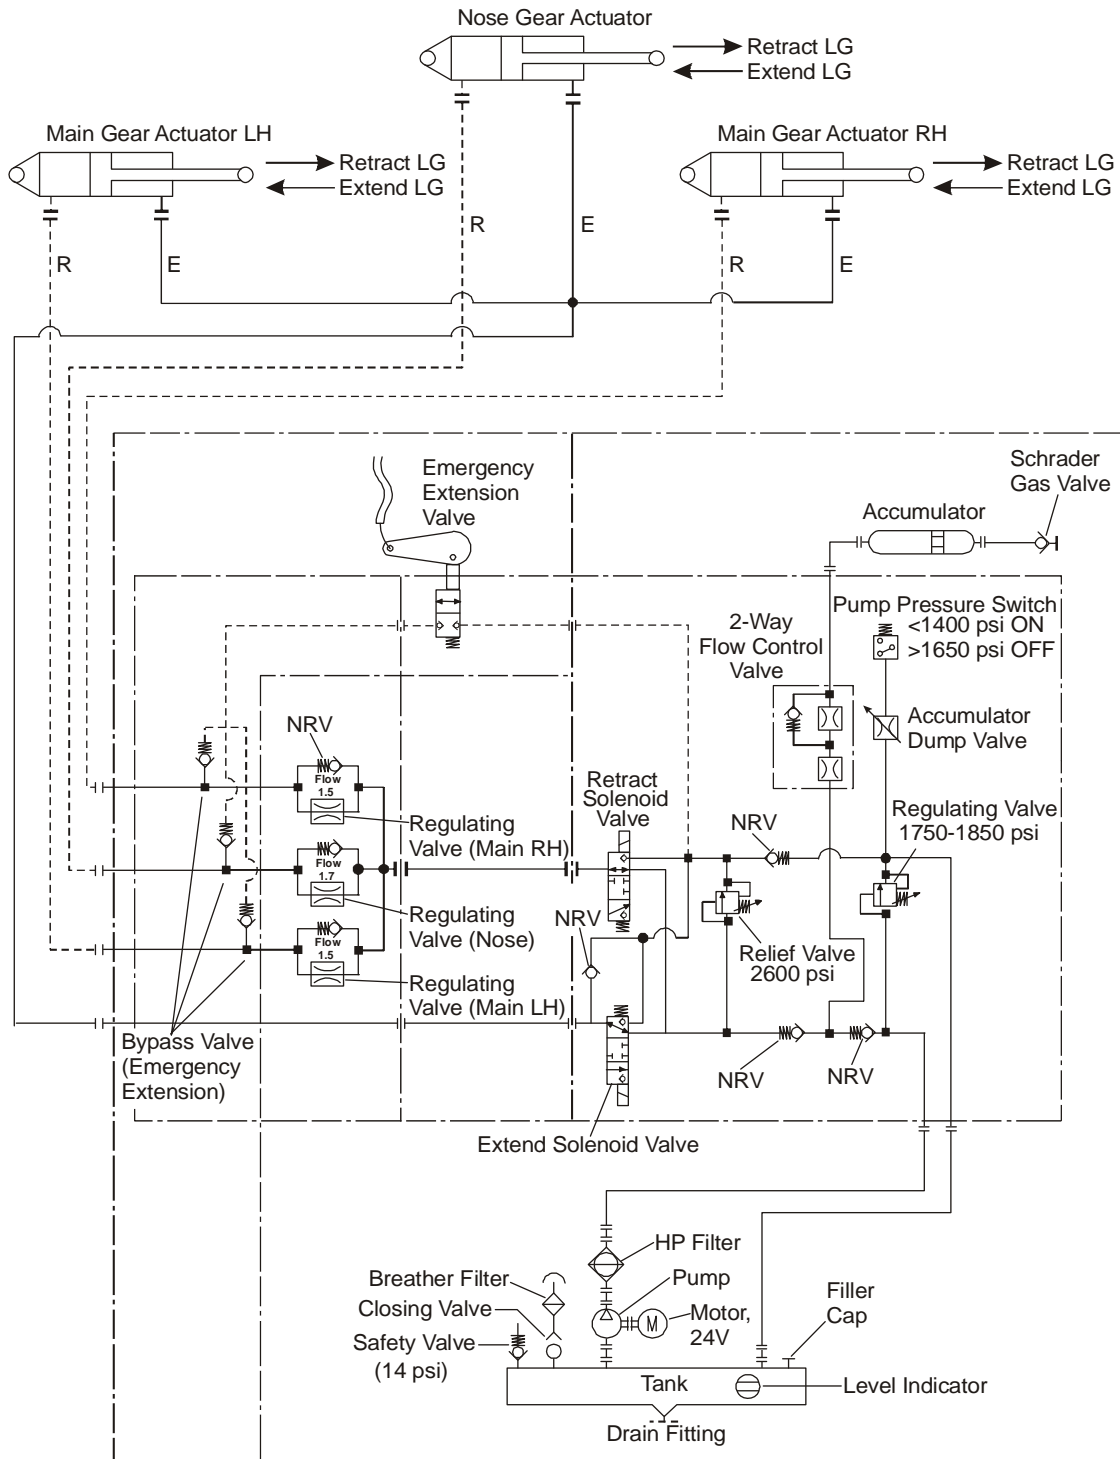 Nose Gear Actuator
Retract LG
Extend LG
Main Gear Actuator LH
Retract LG
Extend LG
Main Gear Actuator RH
Retract LG
Extend LG
R
E
R
E
R
E
Emergency
Extension
Valve
Schrader
Gas Valve
Accumulator
Pump Pressure Switch
<1400 psi ON
>1650 psi OFF
2-Way
Flow Control
Valve
Accumulator
Dump Valve
NRV
Flow
1.5
Regulating
Valve (Main RH)
Flow
1.7
Regulating
Valve (Nose)
Flow
1.5
Regulating
Valve (Main LH)
Retract
Solenoid
Valve
NRV
Regulating Valve
1750-1850 psi
NRV
Relief Valve
2600 psi
Bypass Valve
(Emergency
Extension)
NRV
NRV
Extend Solenoid Valve
HP Filter
Breather Filter
Pump
Closing Valve
Motor,
24V
M
Safety Valve
(14 psi)
Filler
Cap
Tank
Level Indicator
Drain Fitting